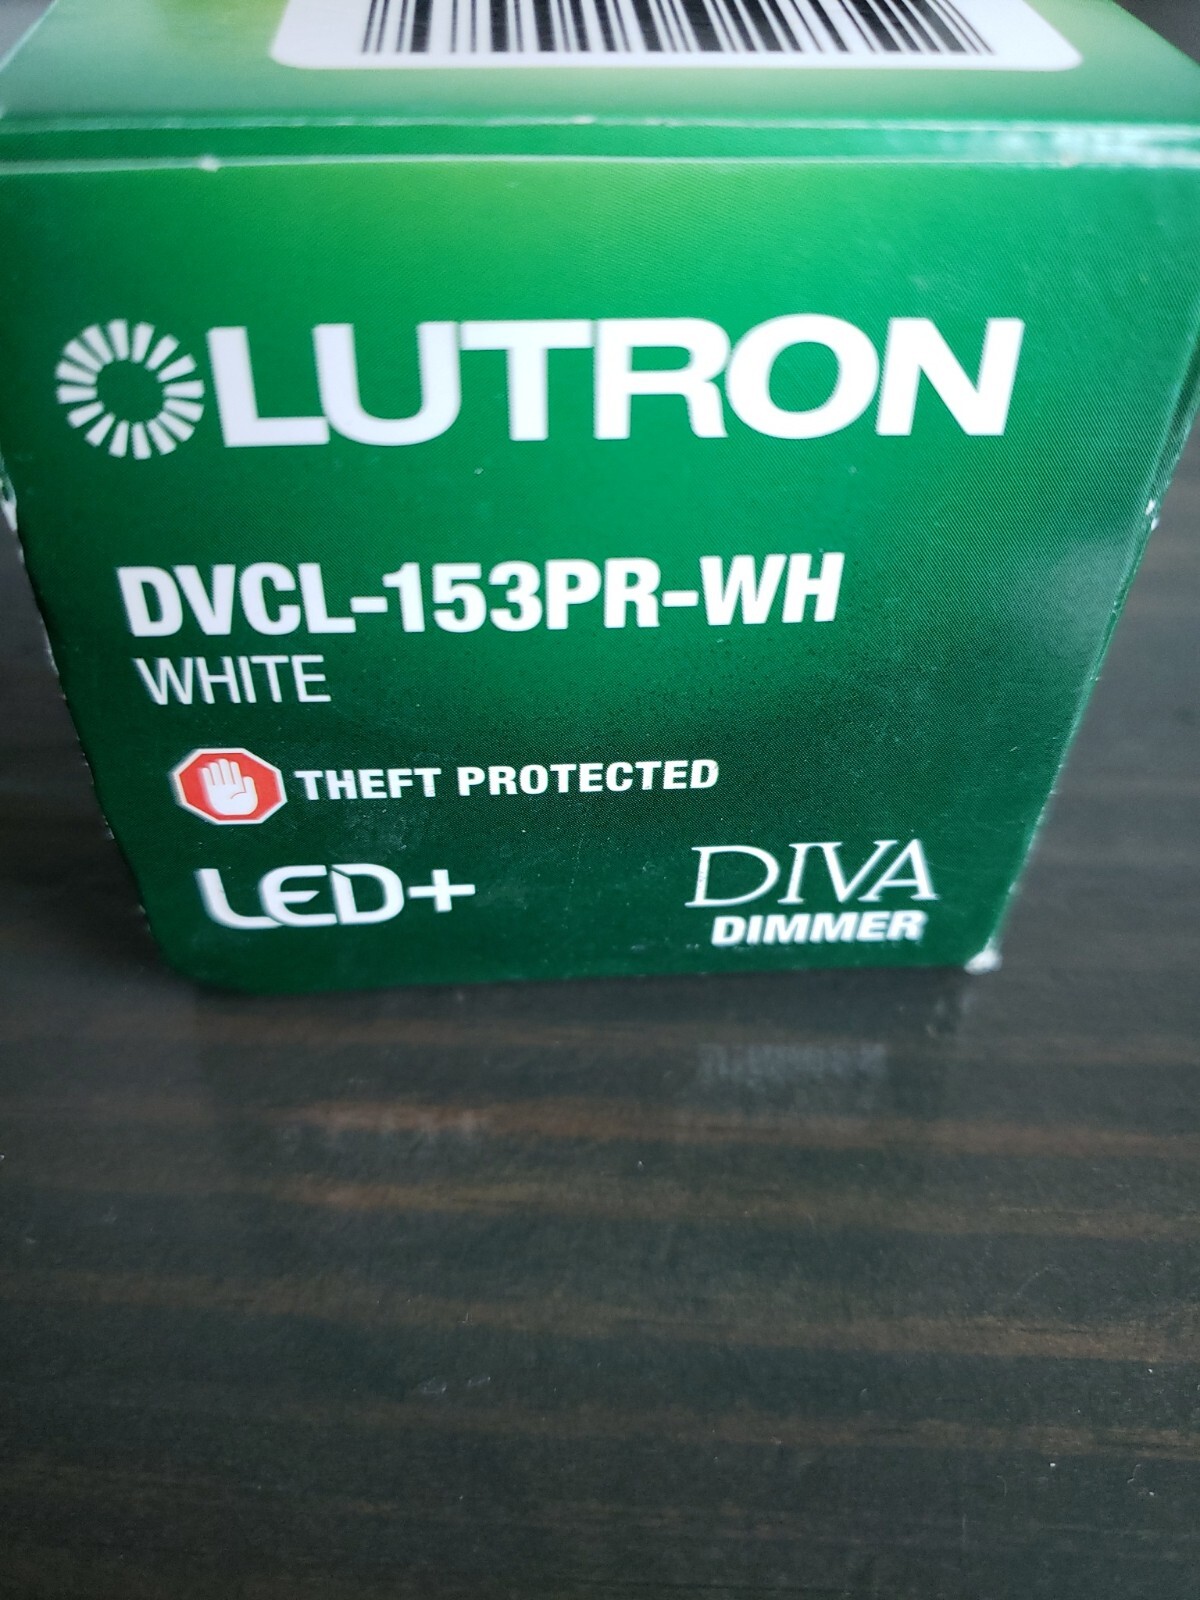 LUTRON
DVCL-153PR-WH
WHITE
THEFT PROTECTED
LED+
DIVA
DIMMER